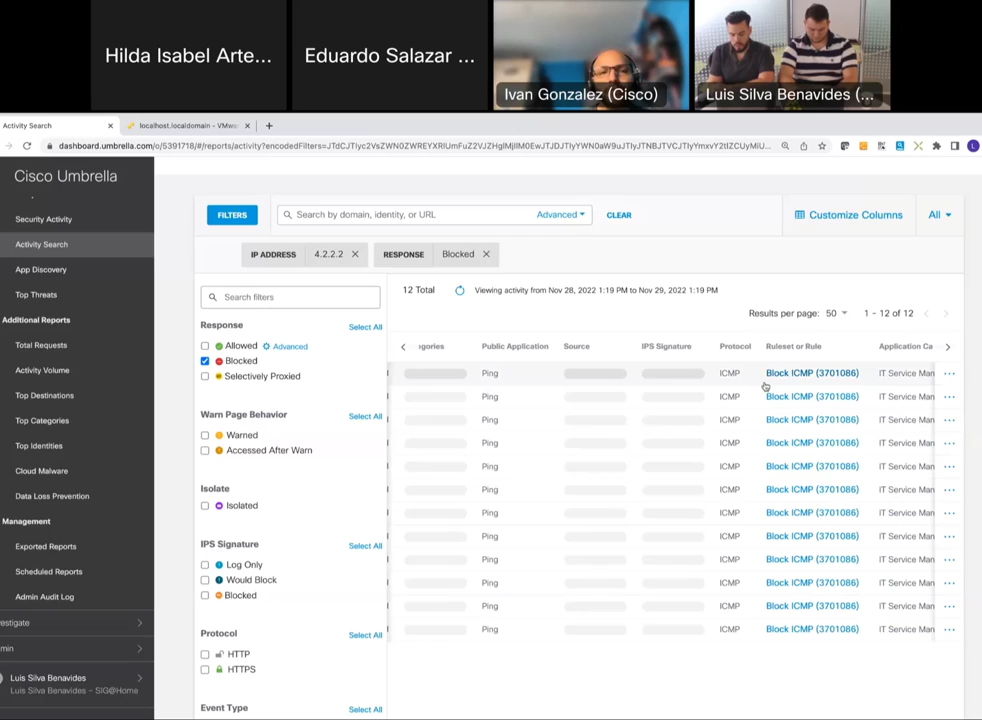 Hilda Isabel Arte...
Eduardo Salazar ...
Ivan Gonzalez (Cisco)
Luis Silva Benavides (...
Activity Search
localhost.localdomain - VMwa
dashboard.umbrella.com/o/5391718/#/reports/activity?encodedFilters=
Cisco Umbrella
FILTERS
Search by domain, identity, or URL
Advanced
CLEAR
Customize Columns
All
Security Activity
Activity Search
App Discovery
Top Threats
Additional Reports
Total Requests
Activity Volume
Top Destinations
Top Categories
Top Identities
Cloud Malware
Data Loss Prevention
Management
Exported Reports
Scheduled Reports
Admin Audit Log
estigate
min
Luis Silva Benavides
Luis Silva Benavides - SIG@Home
IP ADDRESS 4.2.2.2
RESPONSE Blocked
Search filters
Response Select All
Allowed Advanced
Blocked
Selectively Proxied
Warn Page Behavior Select All
Warned
Accessed After Warn
Isolate
Isolated
IPS Signature Select All
Log Only
Would Block
Blocked
Protocol Select All
HTTP
HTTPS
Event Type Select All
12 Total Viewing activity from Nov 28, 2022 1:19 PM to Nov 29, 2022 1:19 PM
Results per page: 50 1 - 12 of 12
gories Public Application Source IPS Signature Protocol Ruleset or Rule Application Ca
Ping ICMP Block ICMP (3701086) IT Service Man
Ping ICMP Block ICMP (3701086) IT Service Man
Ping ICMP Block ICMP (3701086) IT Service Man
Ping ICMP Block ICMP (3701086) IT Service Man
Ping ICMP Block ICMP (3701086) IT Service Man
Ping ICMP Block ICMP (3701086) IT Service Man
Ping ICMP Block ICMP (3701086) IT Service Man
Ping ICMP Block ICMP (3701086) IT Service Man
Ping ICMP Block ICMP (3701086) IT Service Man
Ping ICMP Block ICMP (3701086) IT Service Man
Ping ICMP Block ICMP (3701086) IT Service Man
Ping ICMP Block ICMP (3701086) IT Service Man